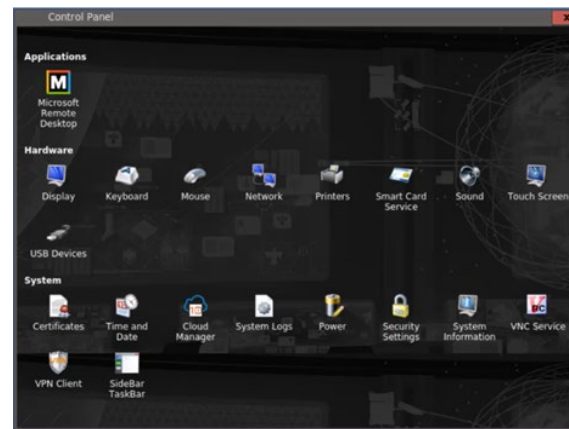 Control Panel
X
Applications
M
Microsoft
Remote
Desktop
Hardware
Display
Keyboard
Mouse
Network
Printers
Smart Card
Service
Sound
Touch Screen
USB Devices
System
Certificates
Time and
Date
Cloud
Manager
System Logs
Power
Security
Settings
System
Information
VNC Service
VPN Client
SideBar
TaskBar